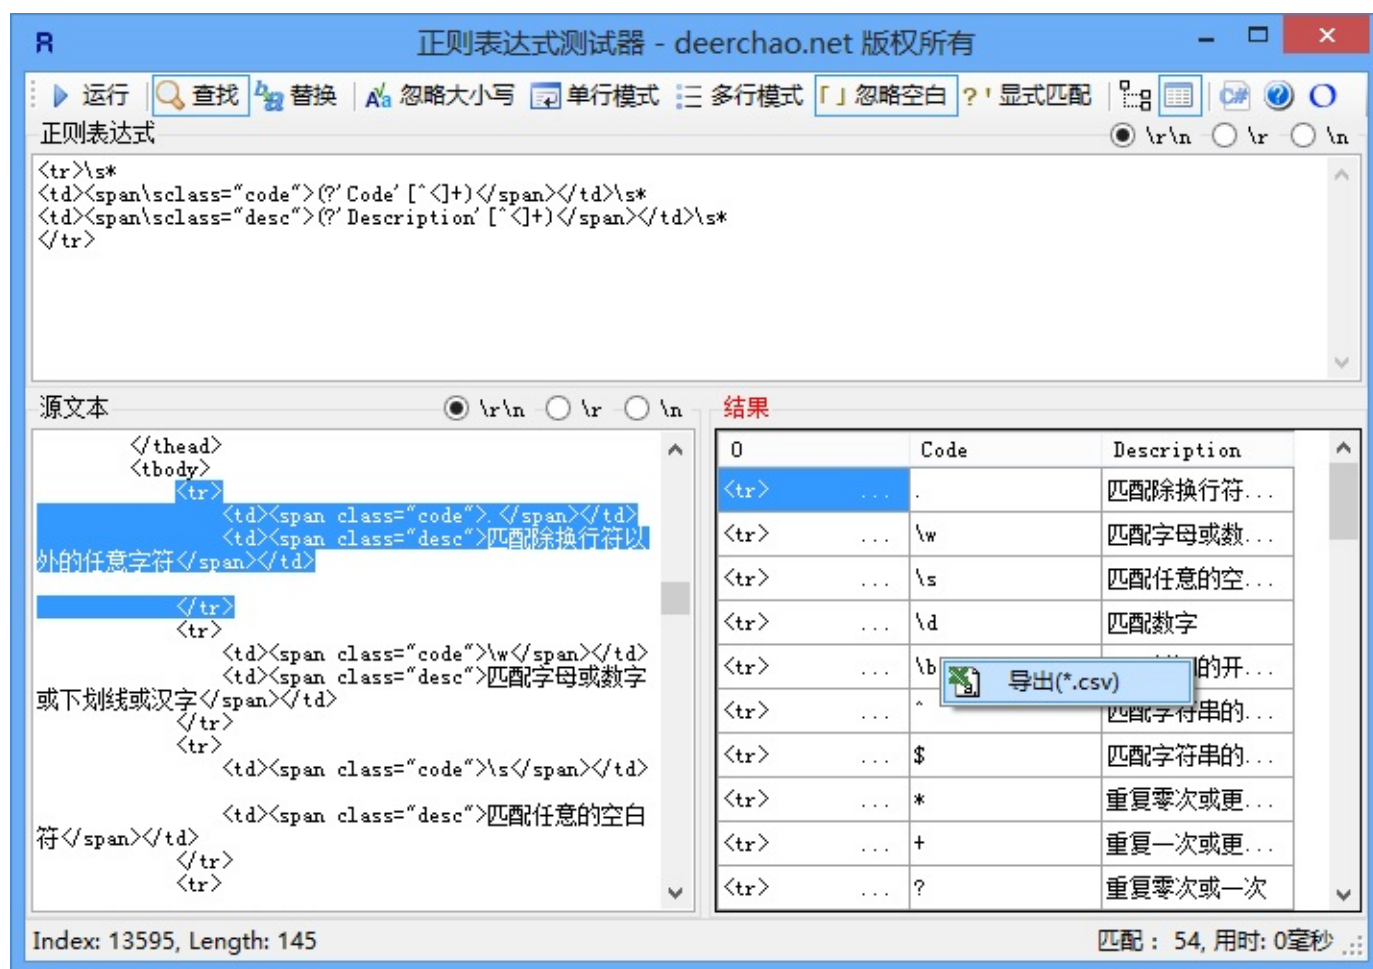 R
正则表达式测试器 - deerchao.net 版权所有
运行 查找 替换 忽略大小写 单行模式 多行模式 「」忽略空白 ?' 显式匹配 C#
正则表达式 \r\n \r \n
<tr>\s*
<td><span\sclass="code">(?'Code'[^<]+)</span></td>\s*
<td><span\sclass="desc">(?'Description'[^<]+)</span></td>\s*
</tr>
源文本 \r\n \r \n
</thead>
<tbody>
<tr>
<td><span class="code">.</span></td>
<td><span class="desc">匹配除换行符以
外的任意字符</span></td>
</tr>
<tr>
<td><span class="code">\w</span></td>
<td><span class="desc">匹配字母或数字
或下划线或汉字</span></td>
</tr>
<tr>
<td><span class="code">\s</span></td>
<td><span class="desc">匹配任意的空白
符</span></td>
</tr>
<tr>
结果
0 Code Description
<tr> ... . 匹配除换行符...
<tr> ... \w 匹配字母或数...
<tr> ... \s 匹配任意的空...
<tr> ... \d 匹配数字
<tr> ... \b 的开...
导出(*.csv)
<tr> ... ^ 匹配字符串的...
<tr> ... $ 匹配字符串的...
<tr> ... * 重复零次或更...
<tr> ... + 重复一次或更...
<tr> ... ? 重复零次或一次
Index: 13595, Length: 145
匹配： 54, 用时: 0毫秒